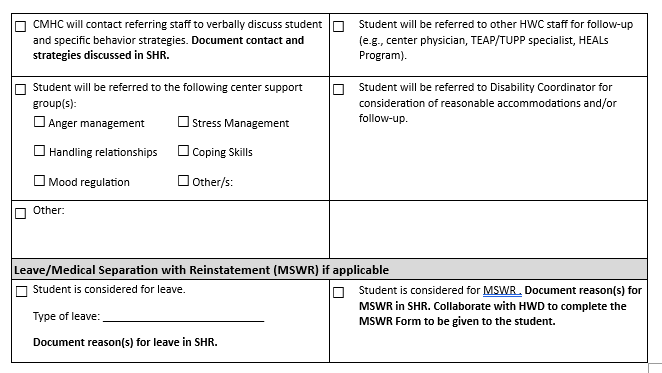 ☐ CMHC will contact referring staff to verbally discuss student
and specific behavior strategies. Document contact and
strategies discussed in SHR.
☐ Student will be referred to other HWC staff for follow-up
(e.g., center physician, TEAP/TUPP specialist, HEALs
Program).
☐ Student will be referred to the following center support
group(s):
☐ Anger management ☐ Stress Management
☐ Handling relationships ☐ Coping Skills
☐ Mood regulation ☐ Other/s:
☐ Student will be referred to Disability Coordinator for
consideration of reasonable accommodations and/or
follow-up.
☐ Other:
Leave/Medical Separation with Reinstatement (MSWR) if applicable
☐ Student is considered for leave.
Type of leave: ___________________________
Document reason(s) for leave in SHR.
☐ Student is considered for MSWR . Document reason(s) for
MSWR in SHR. Collaborate with HWD to complete the
MSWR Form to be given to the student.